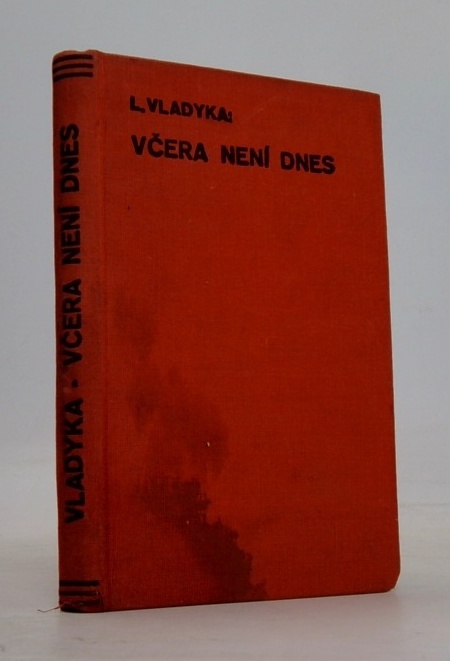 L. VLADYKA:
VČERA NENÍ DNES
VLADYKA - VČERA NENÍ DNES